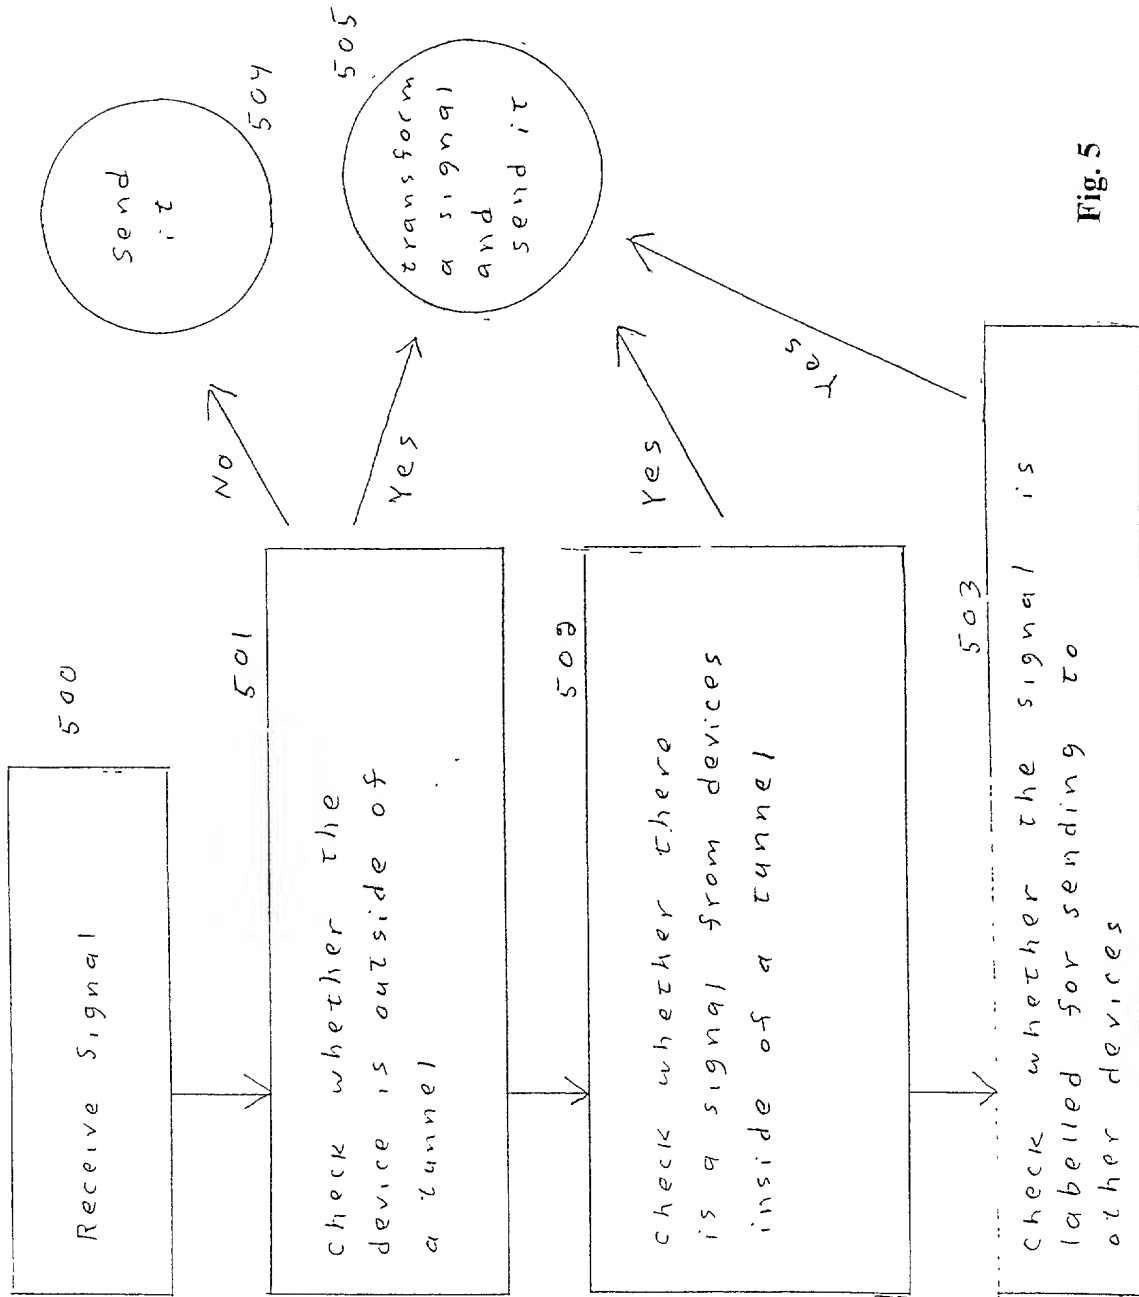 500
Receive Signal
501
check whether the
device is outside of
a tunnel
No
Yes
Send
it
504
transform
a signal
and
send it
505
502
check whether there
is a signal from devices
inside of a tunnel
Yes
503
check whether the signal is
labelled for sending to
other devices
Yes
Fig. 5